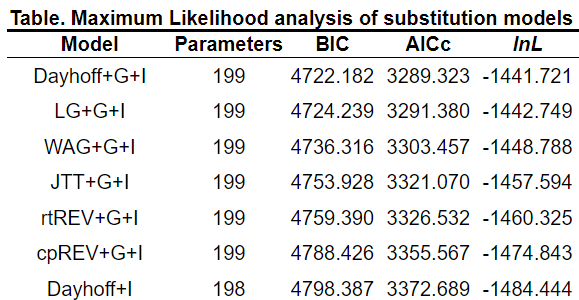 Table. Maximum Likelihood analysis of substitution models
Model Parameters BIC AICc lnL
Dayhoff+G+I 199 4722.182 3289.323 -1441.721
LG+G+I 199 4724.239 3291.380 -1442.749
WAG+G+I 199 4736.316 3303.457 -1448.788
JTT+G+I 199 4753.928 3321.070 -1457.594
rtREV+G+I 199 4759.390 3326.532 -1460.325
cpREV+G+I 199 4788.426 3355.567 -1474.843
Dayhoff+I 198 4798.387 3372.689 -1484.444